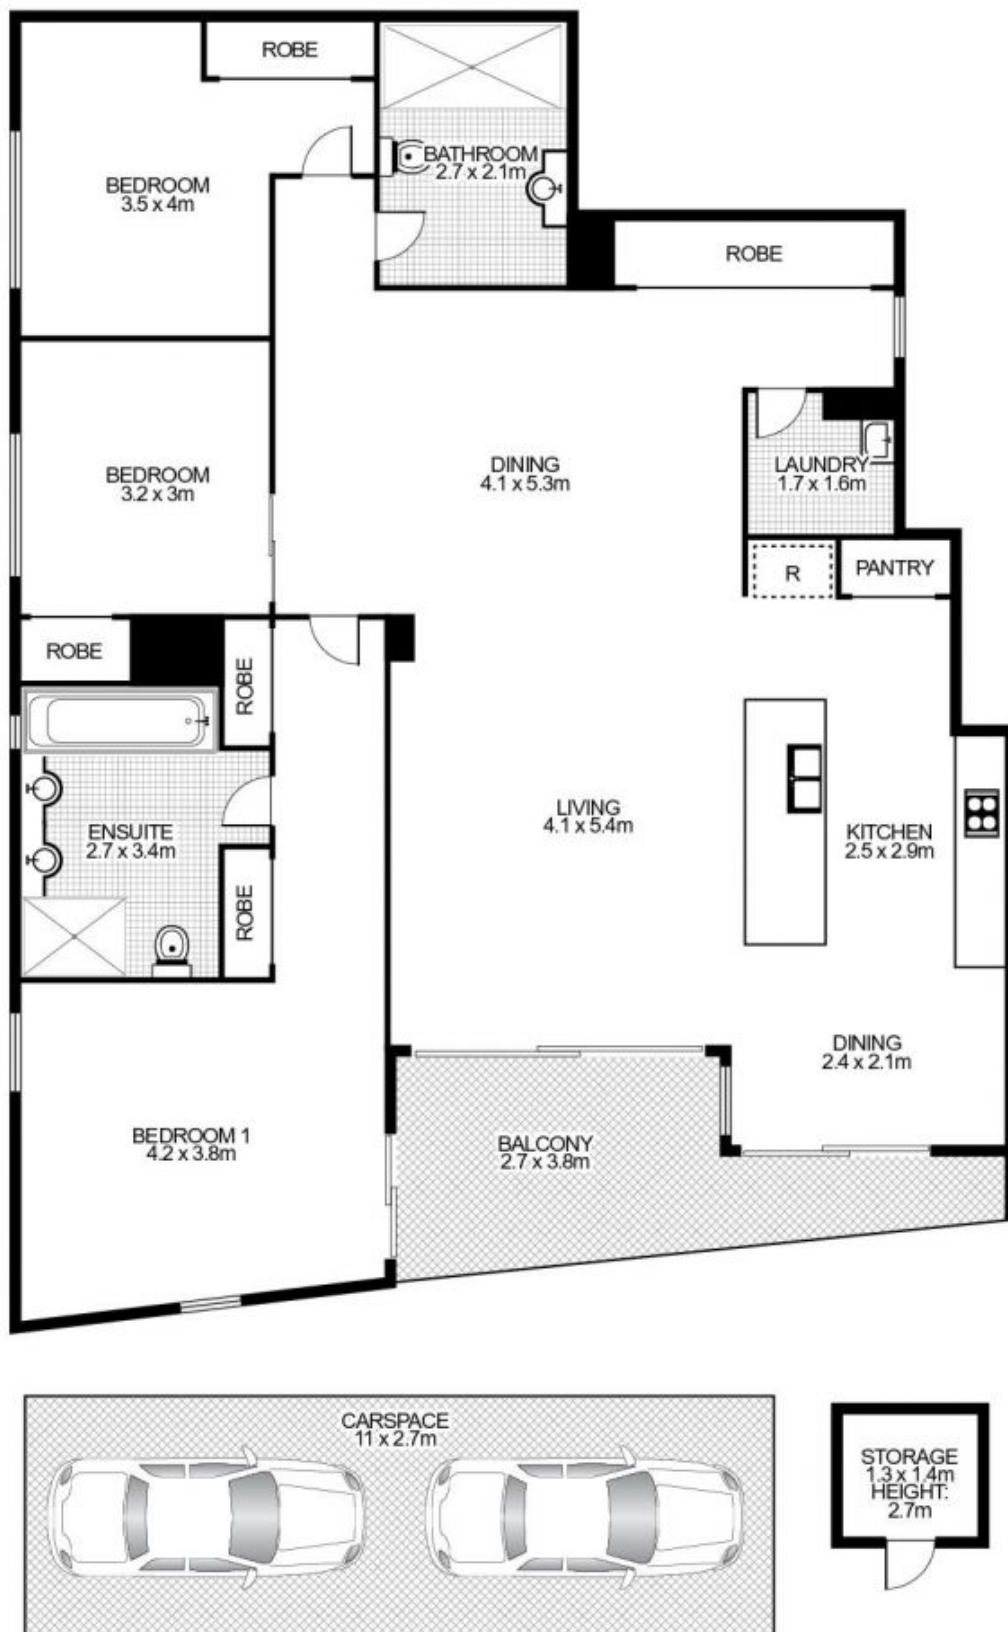 ROBE
BATHROOM
2.7 x 2.1m
BEDROOM
3.5 x 4m
ROBE
BEDROOM
3.2 x 3m
DINING
4.1 x 5.3m
LAUNDRY
1.7 x 1.6m
R
PANTRY
ROBE
ROBE
LIVING
4.1 x 5.4m
ENSUITE
2.7 x 3.4m
KITCHEN
2.5 x 2.9m
ROBE
DINING
2.4 x 2.1m
BEDROOM 1
4.2 x 3.8m
BALCONY
2.7 x 3.8m
CARSPACE
11 x 2.7m
STORAGE
1.3 x 1.4m
HEIGHT:
2.7m